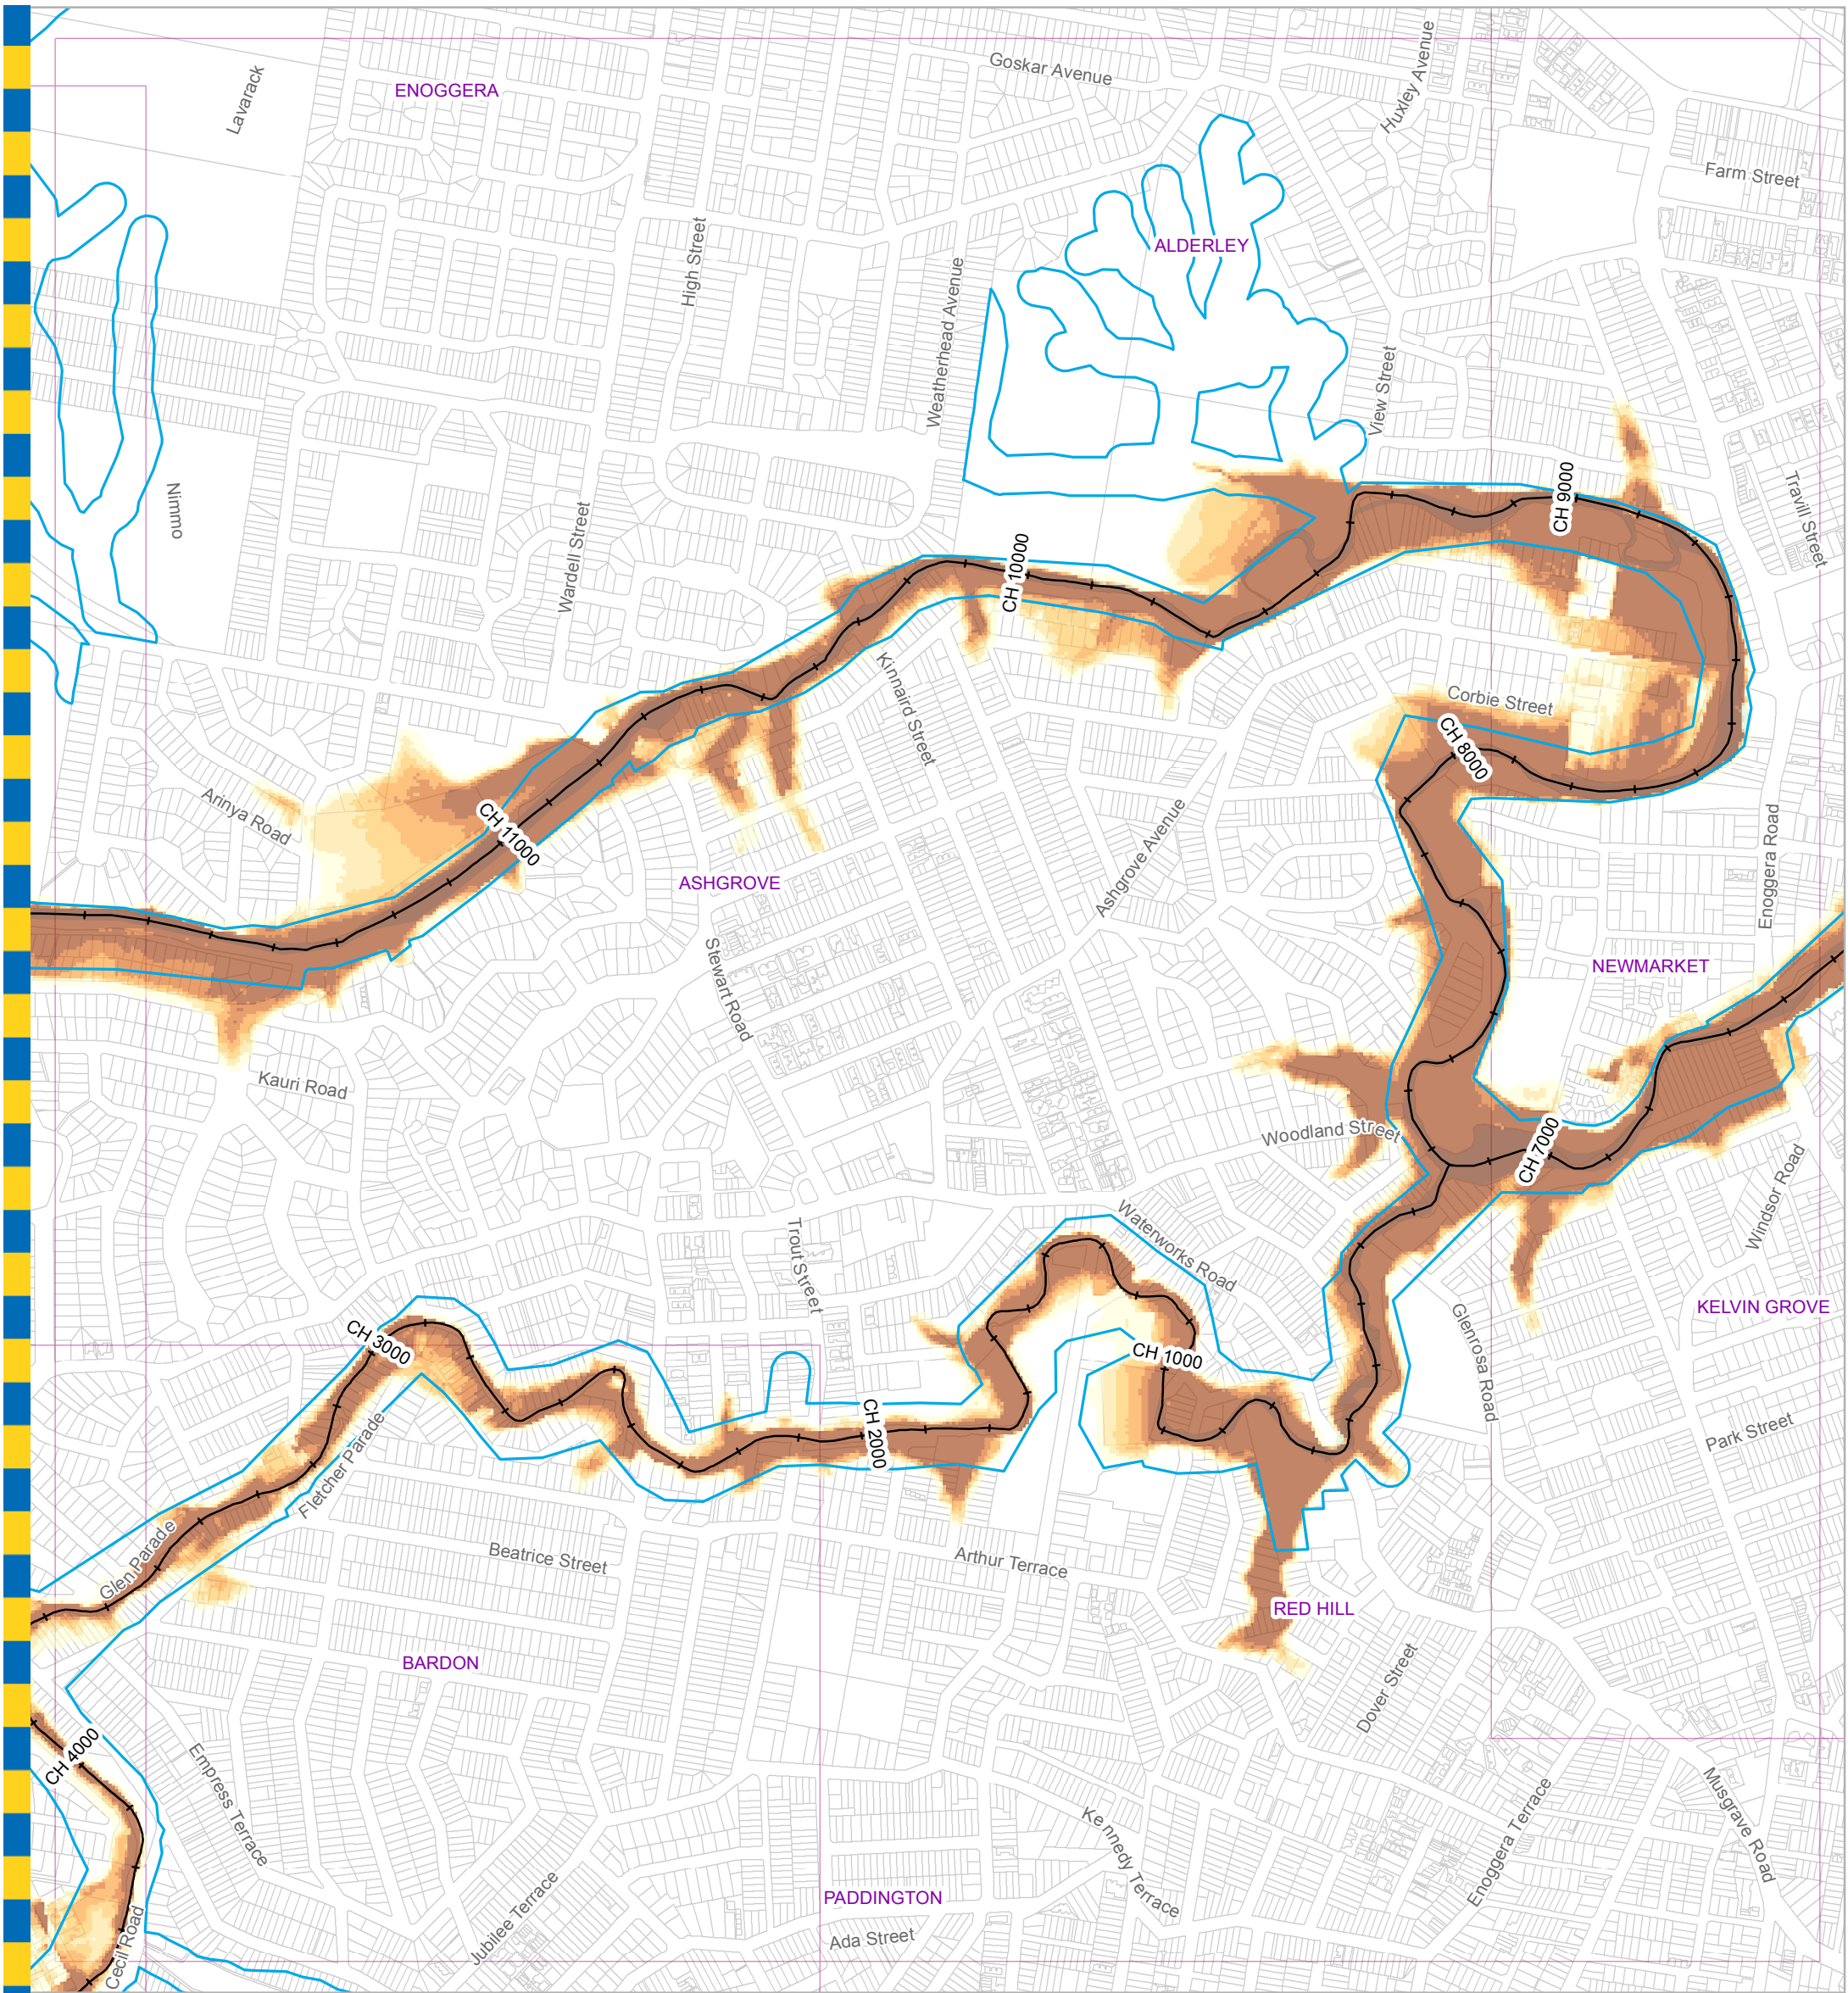 Goskar Avenue
Huxley Avenue
Lavarack
ENOGGERA
Farm Street
High Street
ALDERLEY
Weatherhead Avenue
View Street
Nimmo
Wardell Street
CH 9000
Travill Street
CH 10000
Kinnaird Street
Corbie Street
CH 8000
Arinya Road
CH 11000
ASHGROVE
Ashgrove Avenue
Enoggera Road
Stewart Road
NEWMARKET
Kauri Road
Woodland Street
CH 7000
Windsor Road
Trout Street
Waterworks Road
KELVIN GROVE
CH 3000
CH 1000
Glenrosa Road
CH 2000
Park Street
Fletcher Parade
Glen Parade
Beatrice Street
Arthur Terrace
RED HILL
BARDON
Dover Street
CH 4000
Empress Terrace
Kennedy Terrace
Enoggera Terrace
Musgrave Road
PADDINGTON
Jubilee Terrace
Ada Street
Cecil Road